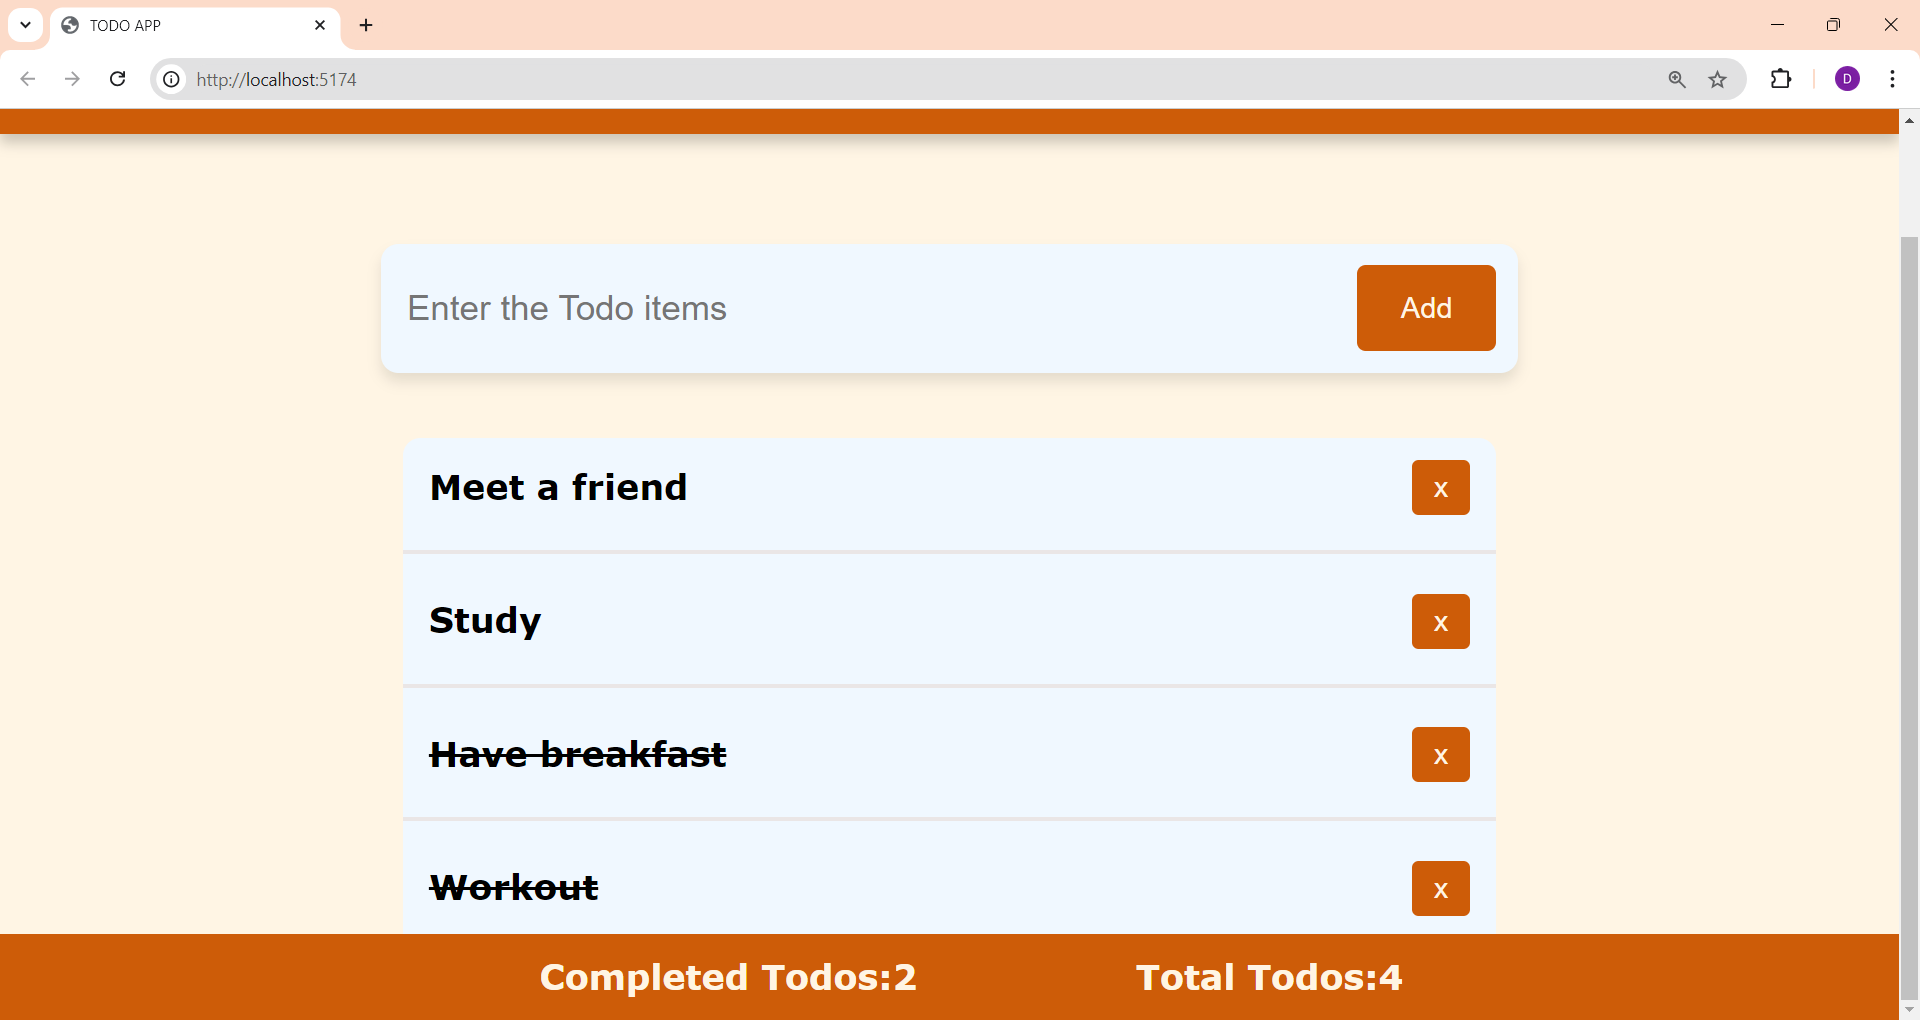 TODO APP
http://localhost:5174
D
Enter the Todo items
Add
Meet a friend
x
Study
x
Have breakfast
x
Workout
x
Completed Todos:2
Total Todos:4